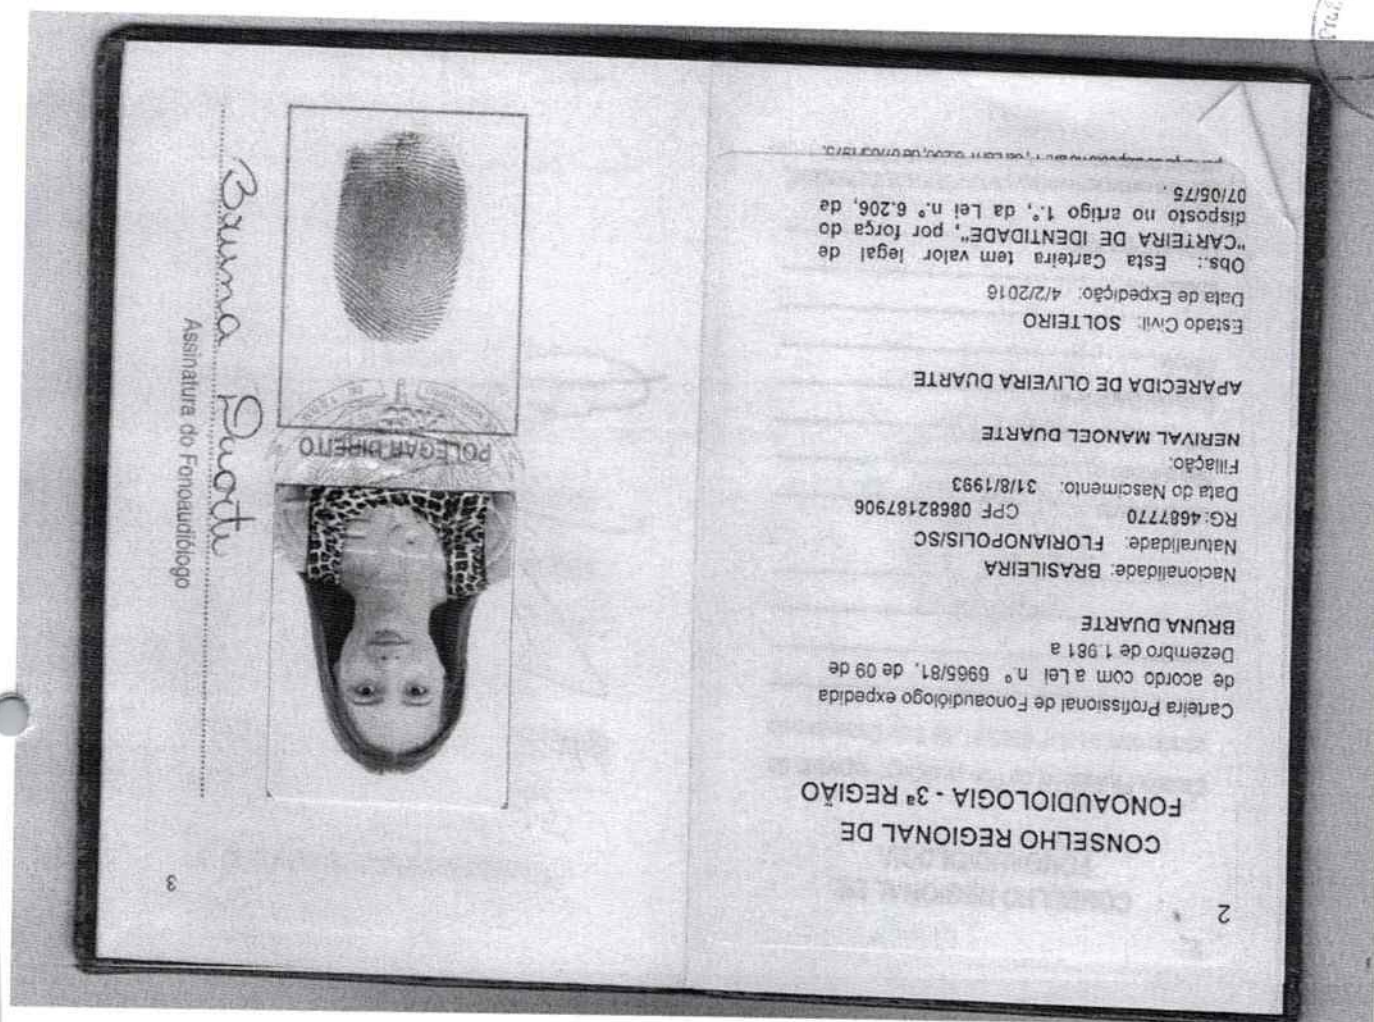 2
CONSELHO REGIONAL DE
FONOAUDIOLOGIA - 3ª REGIÃO
Carteira Profissional de Fonoaudiólogo expedida
de acordo com a Lei n.º 6965/81, de 09 de
Dezembro de 1.981 a
BRUNA DUARTE
Nacionalidade: BRASILEIRA
Naturalidade: FLORIANOPOLIS/SC
RG: 4687770 CPF 08682187906
Data do Nascimento: 31/8/1993
Filiação:
NERIVAL MANOEL DUARTE
APARECIDA DE OLIVEIRA DUARTE
Estado Civil: SOLTEIRO
Data de Expedição: 4/2/2016
Obs.: Esta Carteira tem valor legal de
"CARTEIRA DE IDENTIDADE", por força do
disposto no artigo 1.º, da Lei n.º 6.206, de
07/05/75 .
3
POLEGAR DIREITO
Bruna Duarte
Assinatura do Fonoaudiólogo